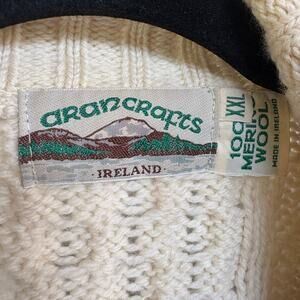 arancrafts
· IRELAND ·
XXL
100%
MERINO
WOOL
MADE IN IRELAND